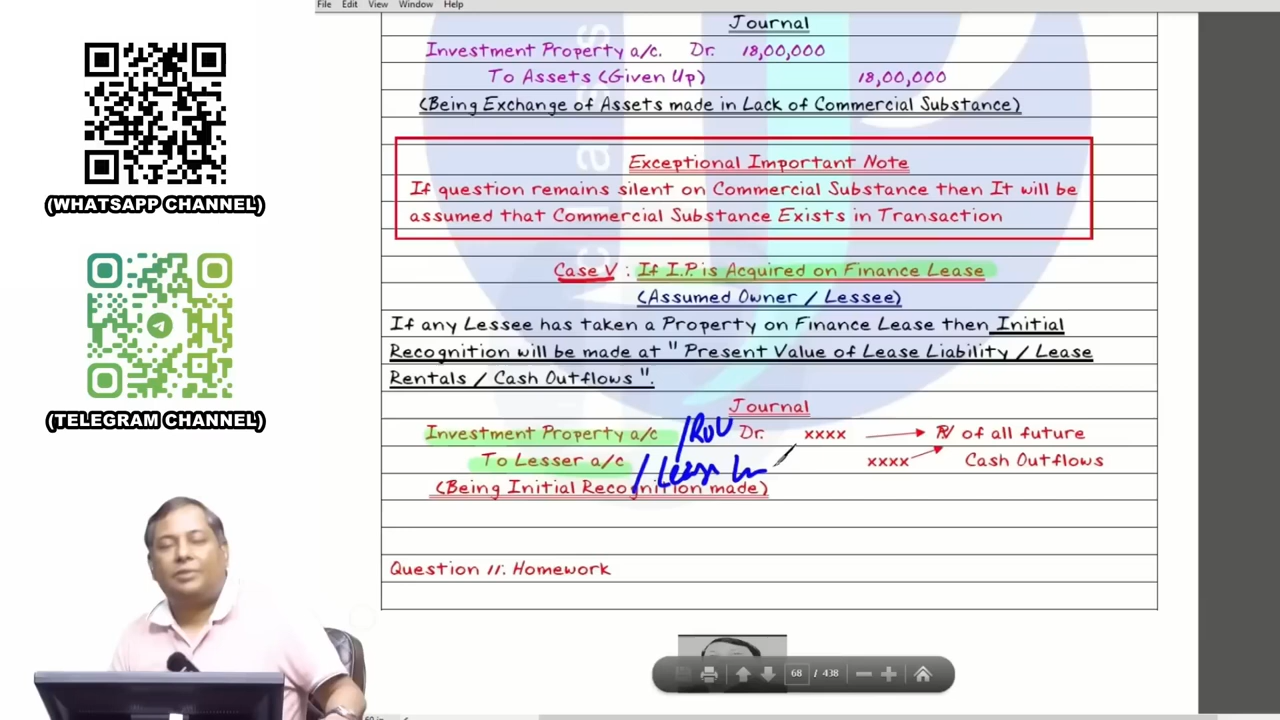 File Edit View Window Help
Journal
Investment Property a/c. Dr. 18,00,000
To Assets (Given Up) 18,00,000
(Being Exchange of Assets made in Lack of Commercial Substance)
Exceptional Important Note
If question remains silent on Commercial Substance then It will be
assumed that Commercial Substance Exists in Transaction
Case V : If I.P. is Acquired on Finance Lease
(Assumed Owner / Lessee)
If any Lessee has taken a Property on Finance Lease then Initial
Recognition will be made at " Present Value of Lease Liability / Lease
Rentals / Cash Outflows ".
Journal
Investment Property a/c /ROU Dr. xxxx PV of all future
To Lesser a/c / Lease xxxx Cash Outflows
(Being Initial Recognition made)
Question 11. Homework
68 / 438
(WHATSAPP CHANNEL)
(TELEGRAM CHANNEL)
class